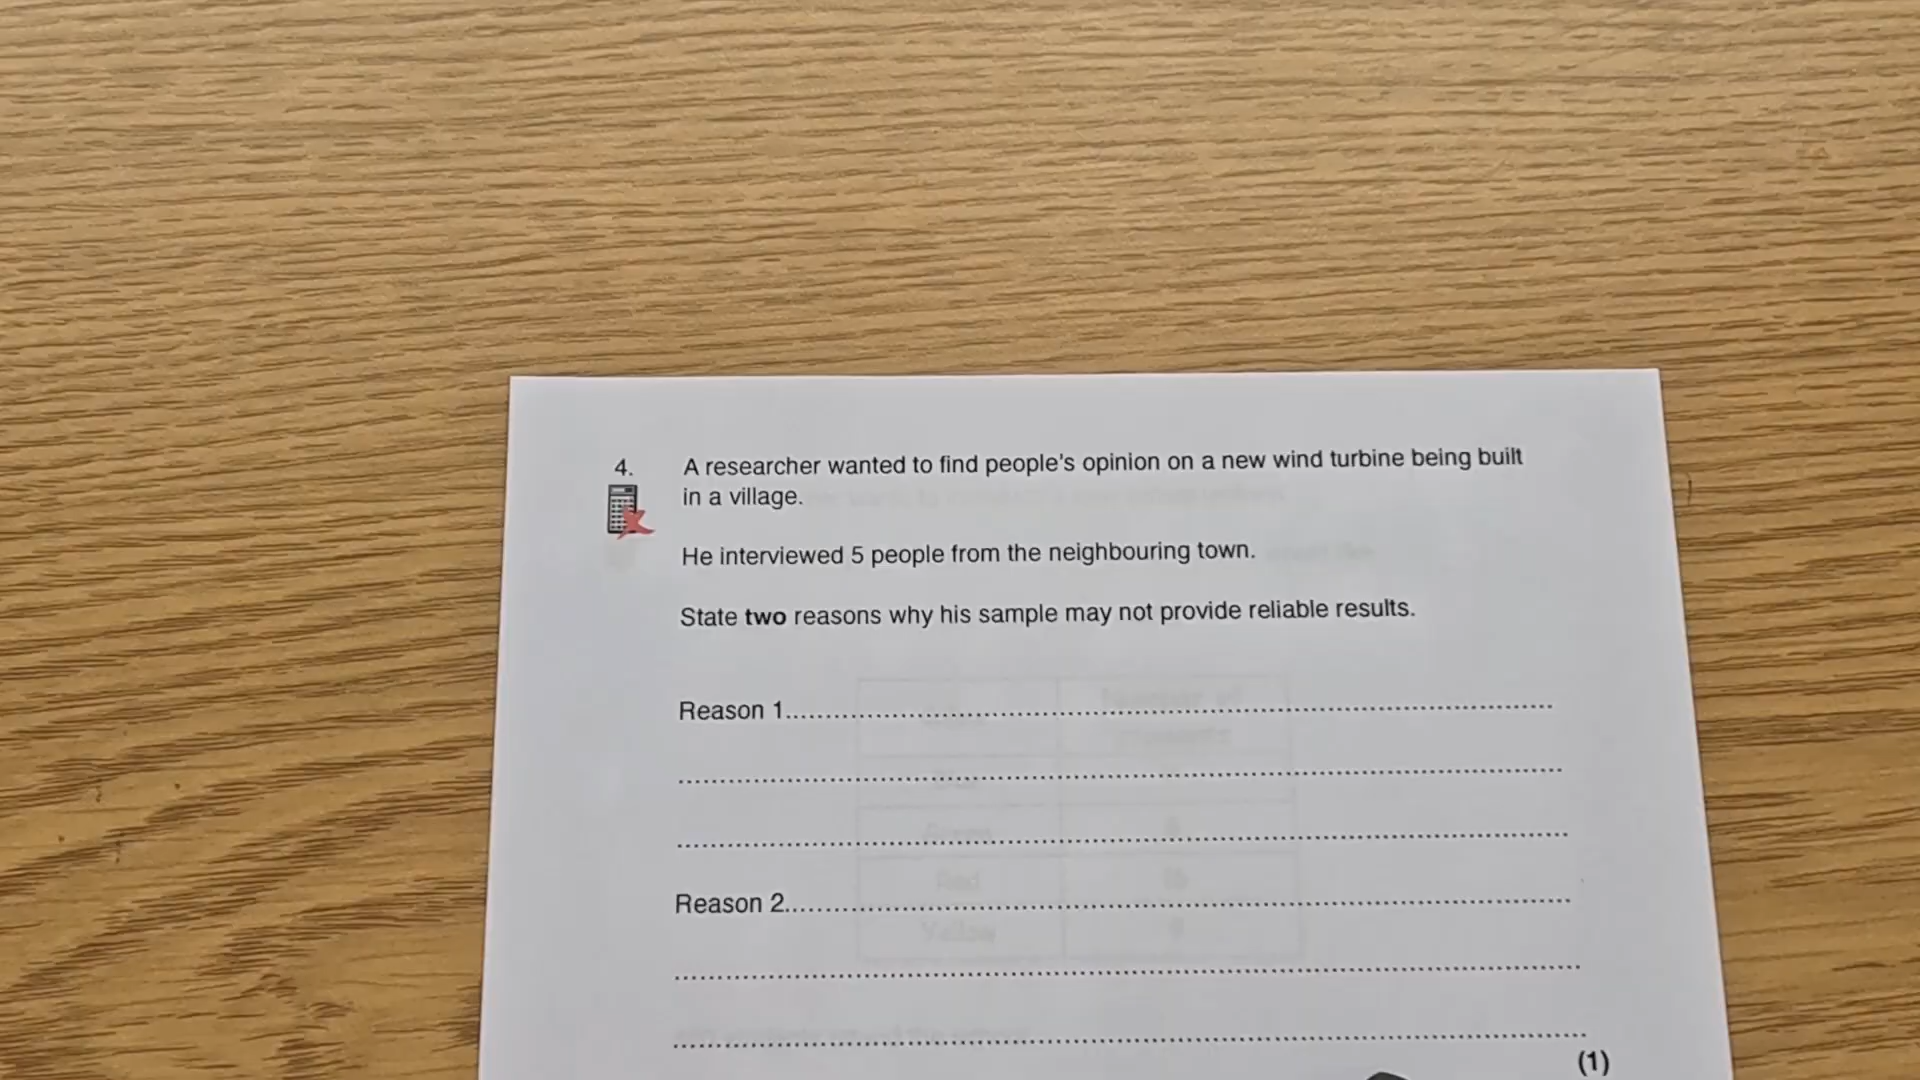 4. A researcher wanted to find people's opinion on a new wind turbine being built
in a village.
He interviewed 5 people from the neighbouring town.
State two reasons why his sample may not provide reliable results.
Reason 1...............................................................................................
.........................................................................................................
.........................................................................................................
Reason 2...............................................................................................
.........................................................................................................
.........................................................................................................
(1)